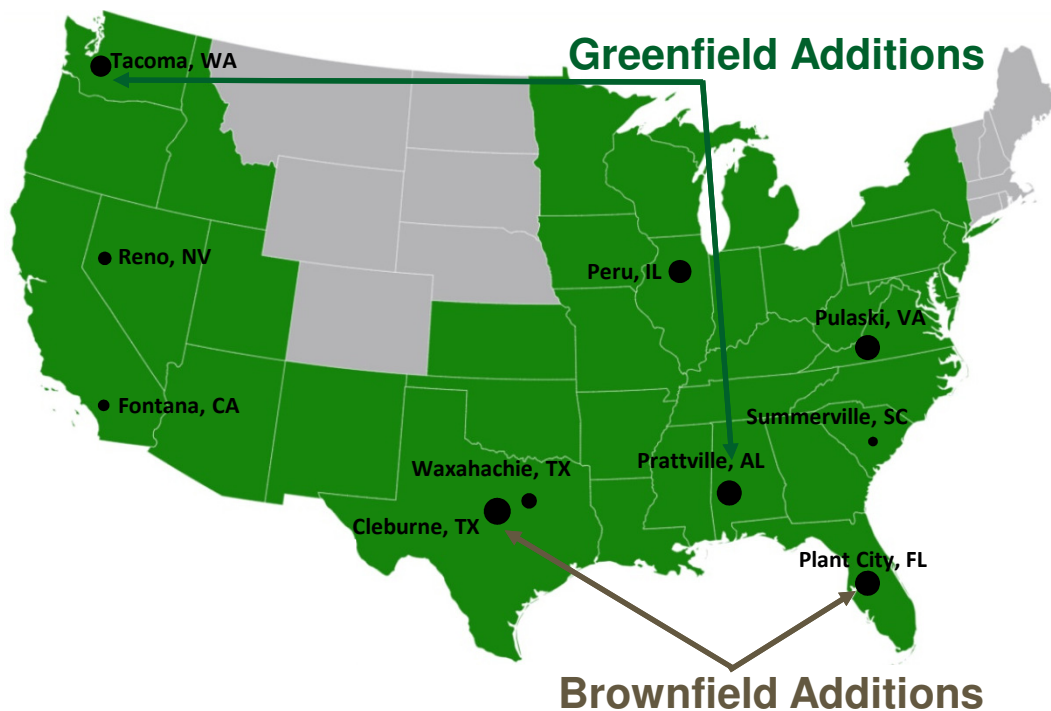 Greenfield Additions
Tacoma, WA
Reno, NV
Peru, IL
Pulaski, VA
Fontana, CA
Summerville, SC
Waxahachie, TX
Prattville, AL
Cleburne, TX
Plant City, FL
Brownfield Additions